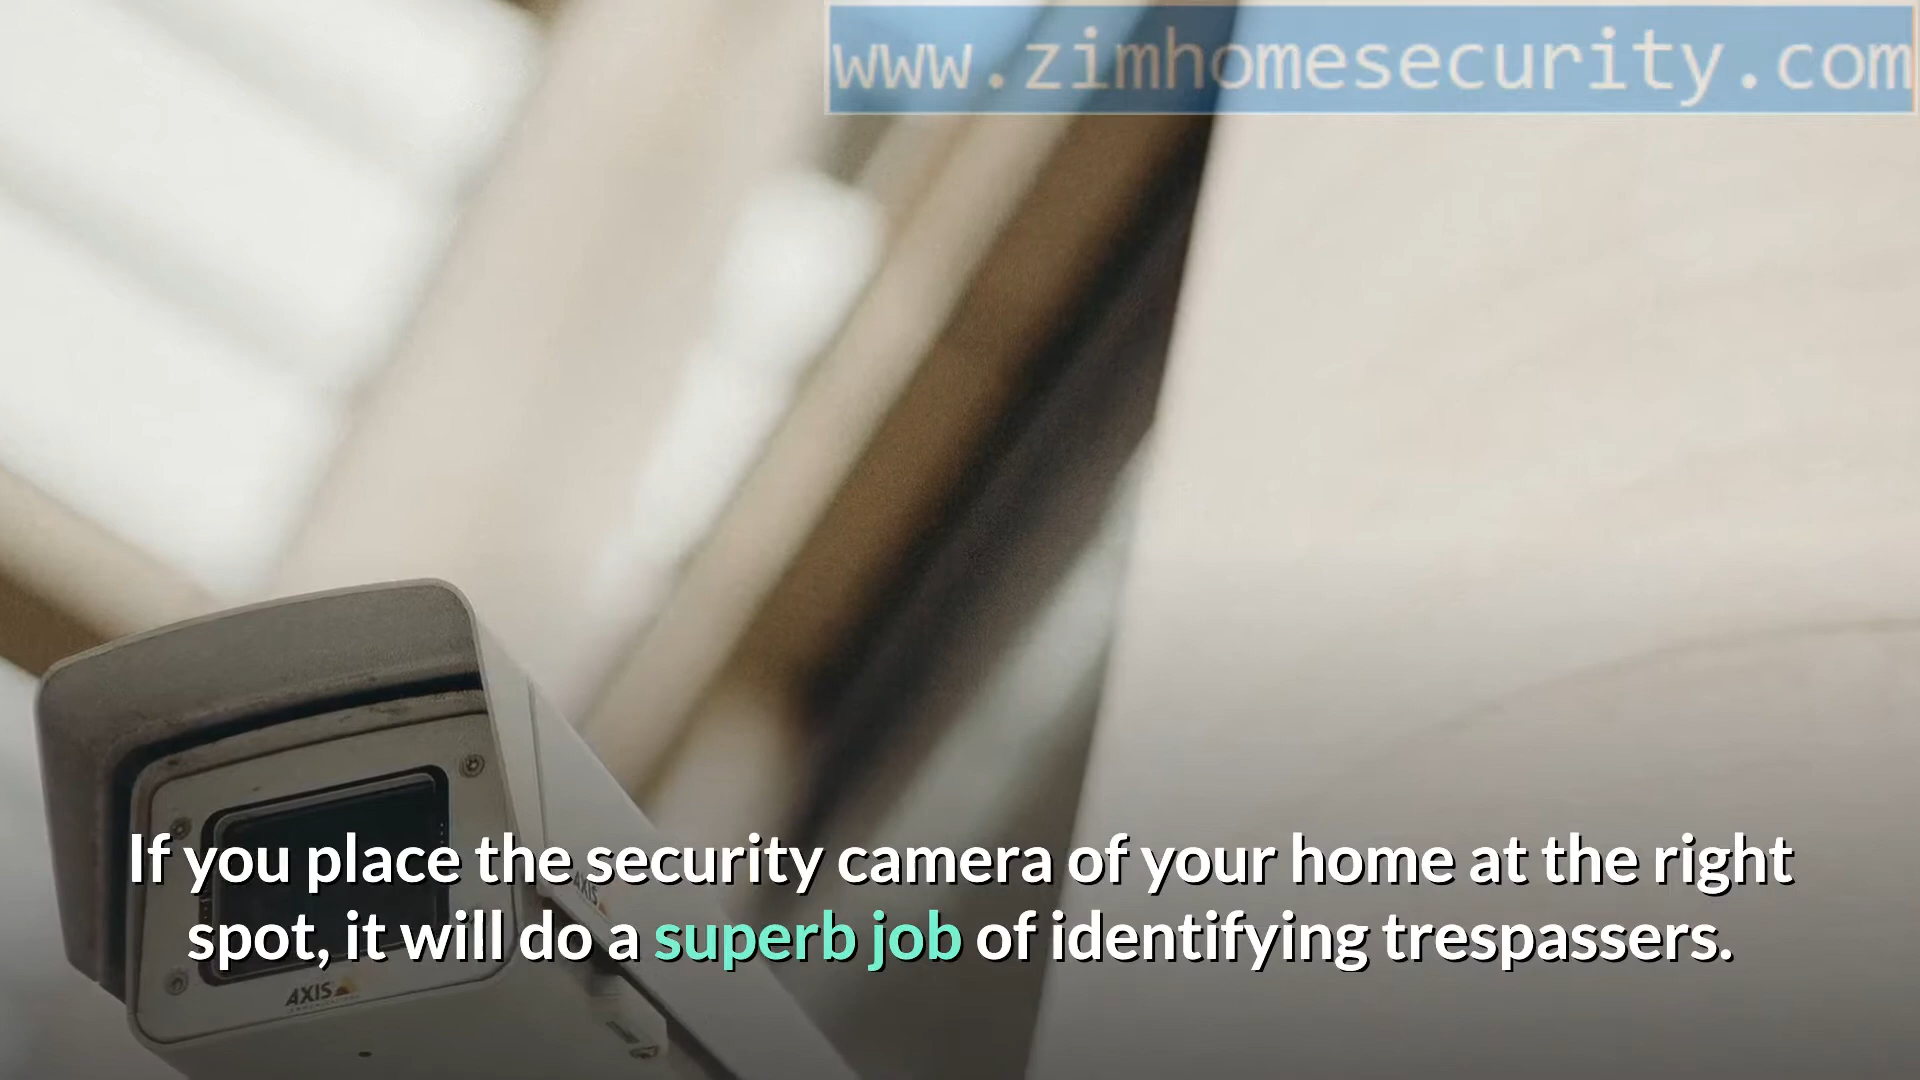 www.zimhomesecurity.com
If you place the security camera of your home at the right
spot, it will do a superb job of identifying trespassers.
AXIS
AXIS